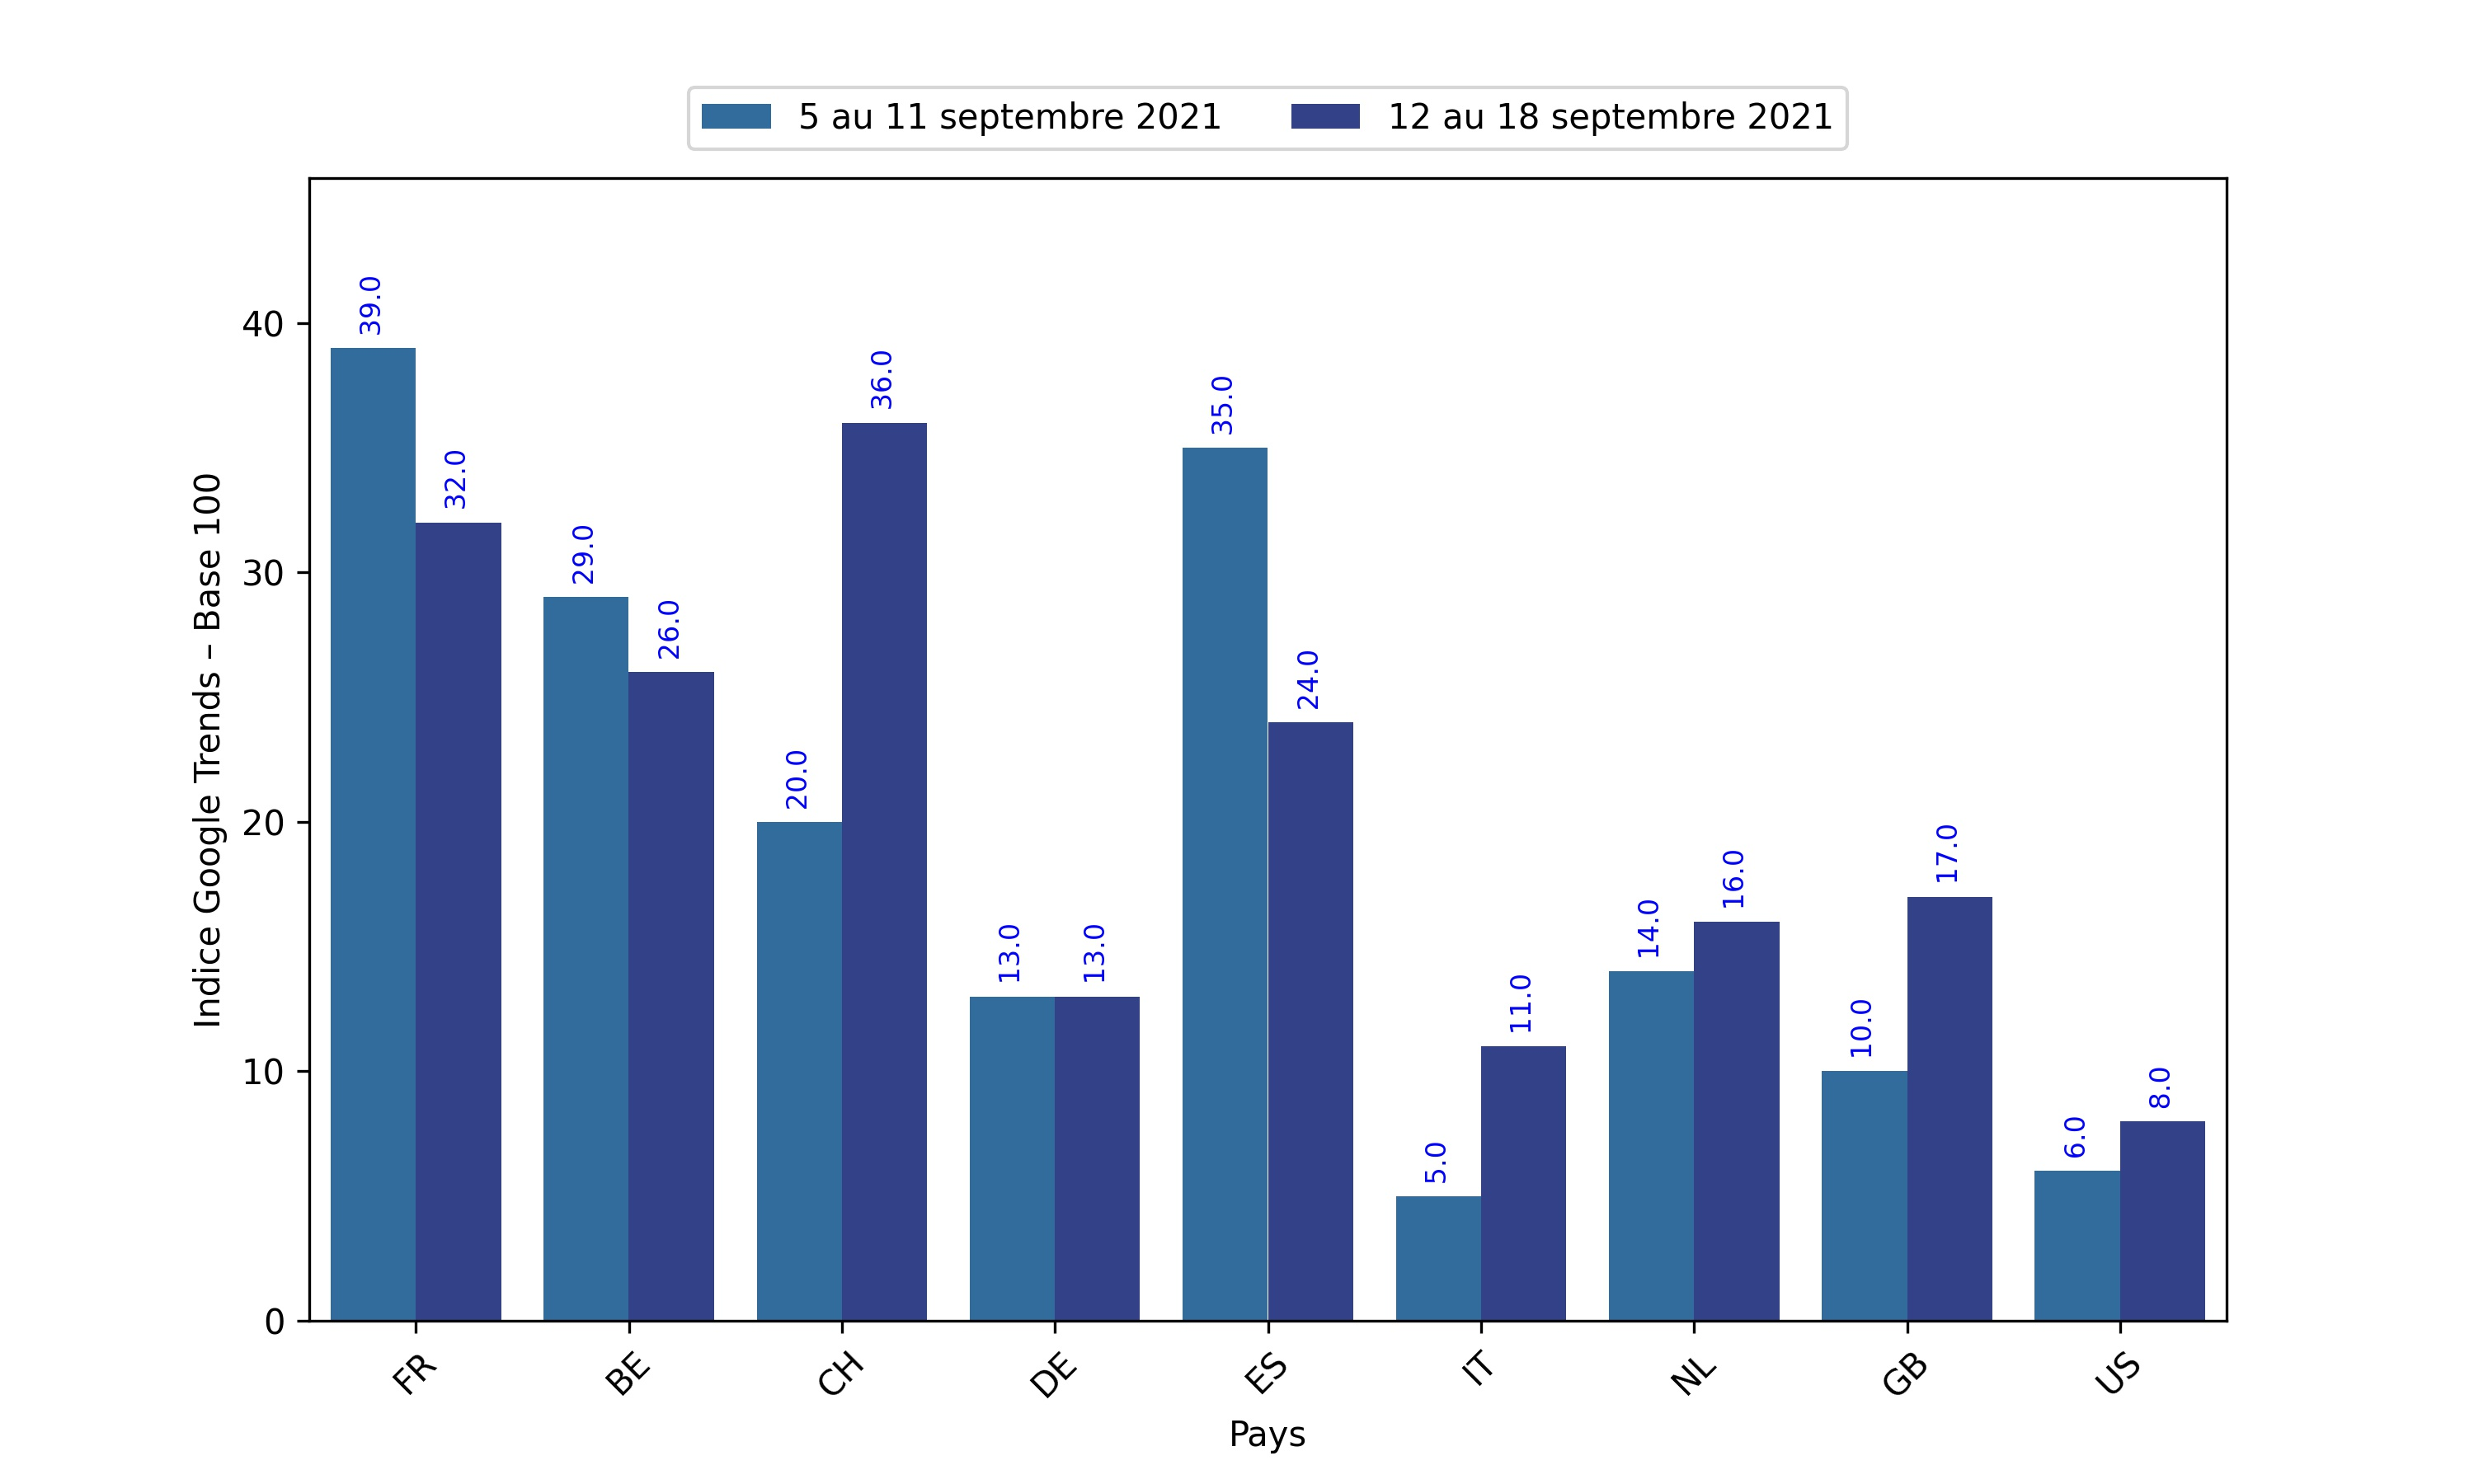 5 au 11 septembre 2021
12 au 18 septembre 2021
Indice Google Trends – Base 100
40
30
20
10
0
39.0
32.0
29.0
26.0
20.0
36.0
13.0
13.0
35.0
24.0
5.0
11.0
14.0
16.0
10.0
17.0
6.0
8.0
FR
BE
CH
DE
ES
IT
NL
GB
US
Pays